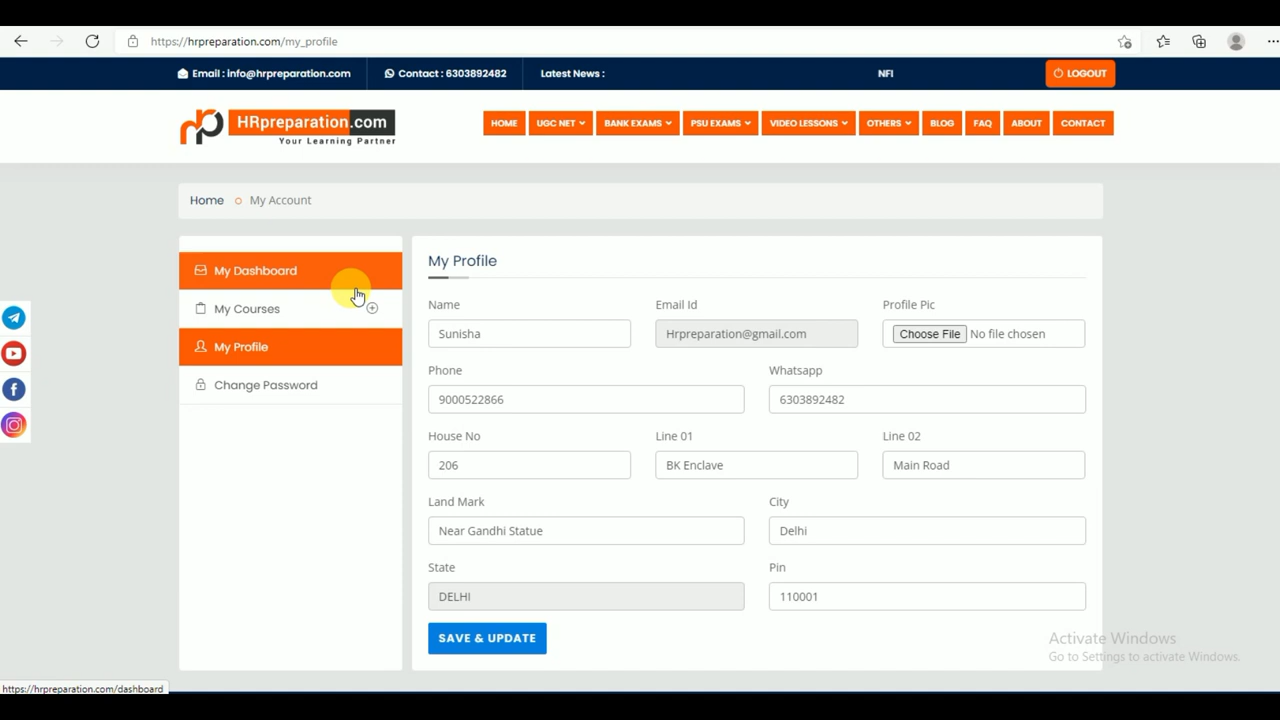 https://hrpreparation.com/my_profile
Email : info@hrpreparation.com
Contact : 6303892482
Latest News :
NFI
LOGOUT
HRpreparation.com
Your Learning Partner
HOME
UGC NET
BANK EXAMS
PSU EXAMS
VIDEO LESSONS
OTHERS
BLOG
FAQ
ABOUT
CONTACT
Home
My Account
My Dashboard
My Courses
My Profile
Change Password
My Profile
Name
Email Id
Profile Pic
Sunisha
Hrpreparation@gmail.com
Choose File No file chosen
Phone
Whatsapp
9000522866
6303892482
House No
Line 01
Line 02
206
BK Enclave
Main Road
Land Mark
City
Near Gandhi Statue
Delhi
State
Pin
DELHI
110001
SAVE & UPDATE
Activate Windows
Go to Settings to activate Windows.
https://hrpreparation.com/dashboard